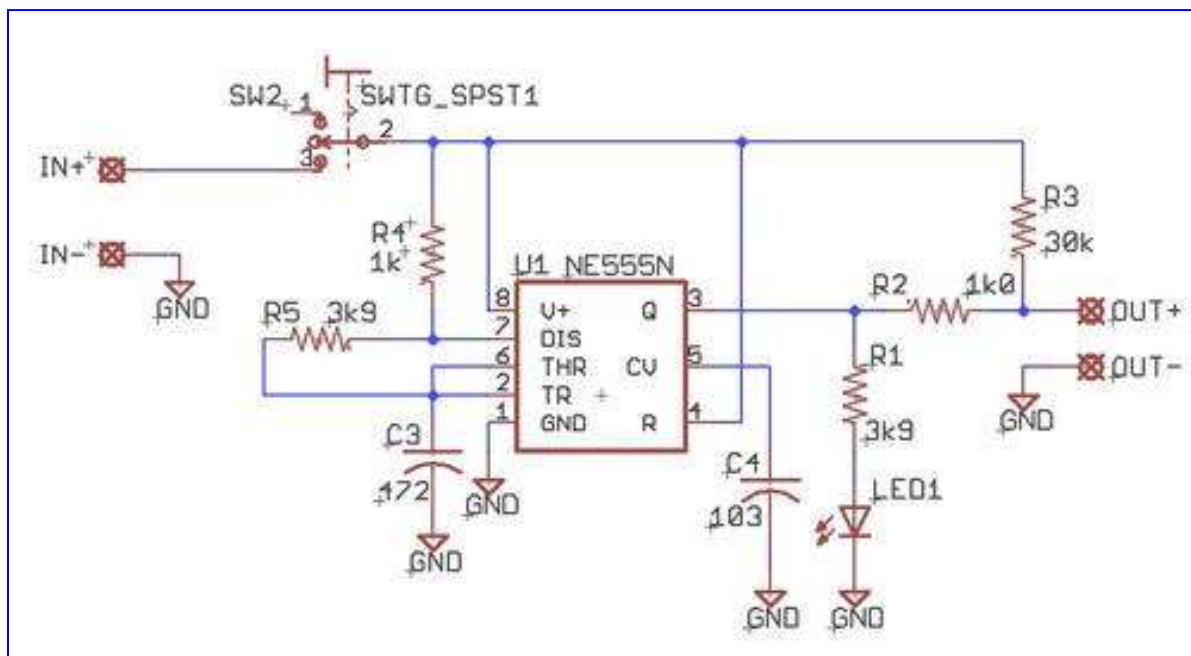 SW2 1 SWTG_SPST1
2
3
IN+
IN-
GND
R4
1k
R5 3k9
U1 NE555N
8 V+ Q 3
7 DIS
6 THR CV 5
2 TR
1 GND R 4
R2 1k0
R3
30k
OUT+
OUT-
GND
R1
3k9
C3
472
GND
GND
C4
103
LED1
GND
GND